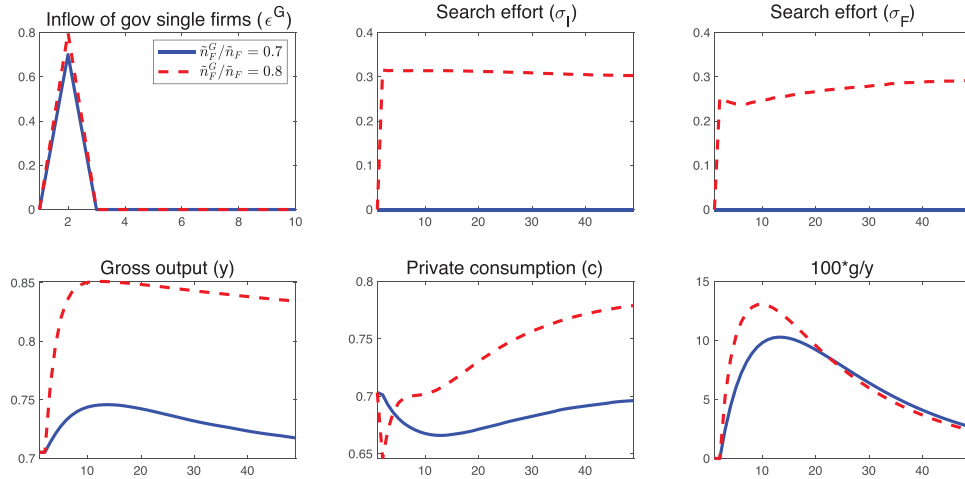 Inflow of gov single firms (ϵ^G)
0.8
0.6
0.4
0.2
0
2 4 6 8 10
ñ_F^G/ñ_F = 0.7
ñ_F^G/ñ_F = 0.8
Search effort (σ_I)
0.4
0.3
0.2
0.1
0
10 20 30 40
Search effort (σ_F)
0.4
0.3
0.2
0.1
0
10 20 30 40
Gross output (y)
0.85
0.8
0.75
0.7
10 20 30 40
Private consumption (c)
0.8
0.75
0.7
0.65
10 20 30 40
100*g/y
15
10
5
0
10 20 30 40